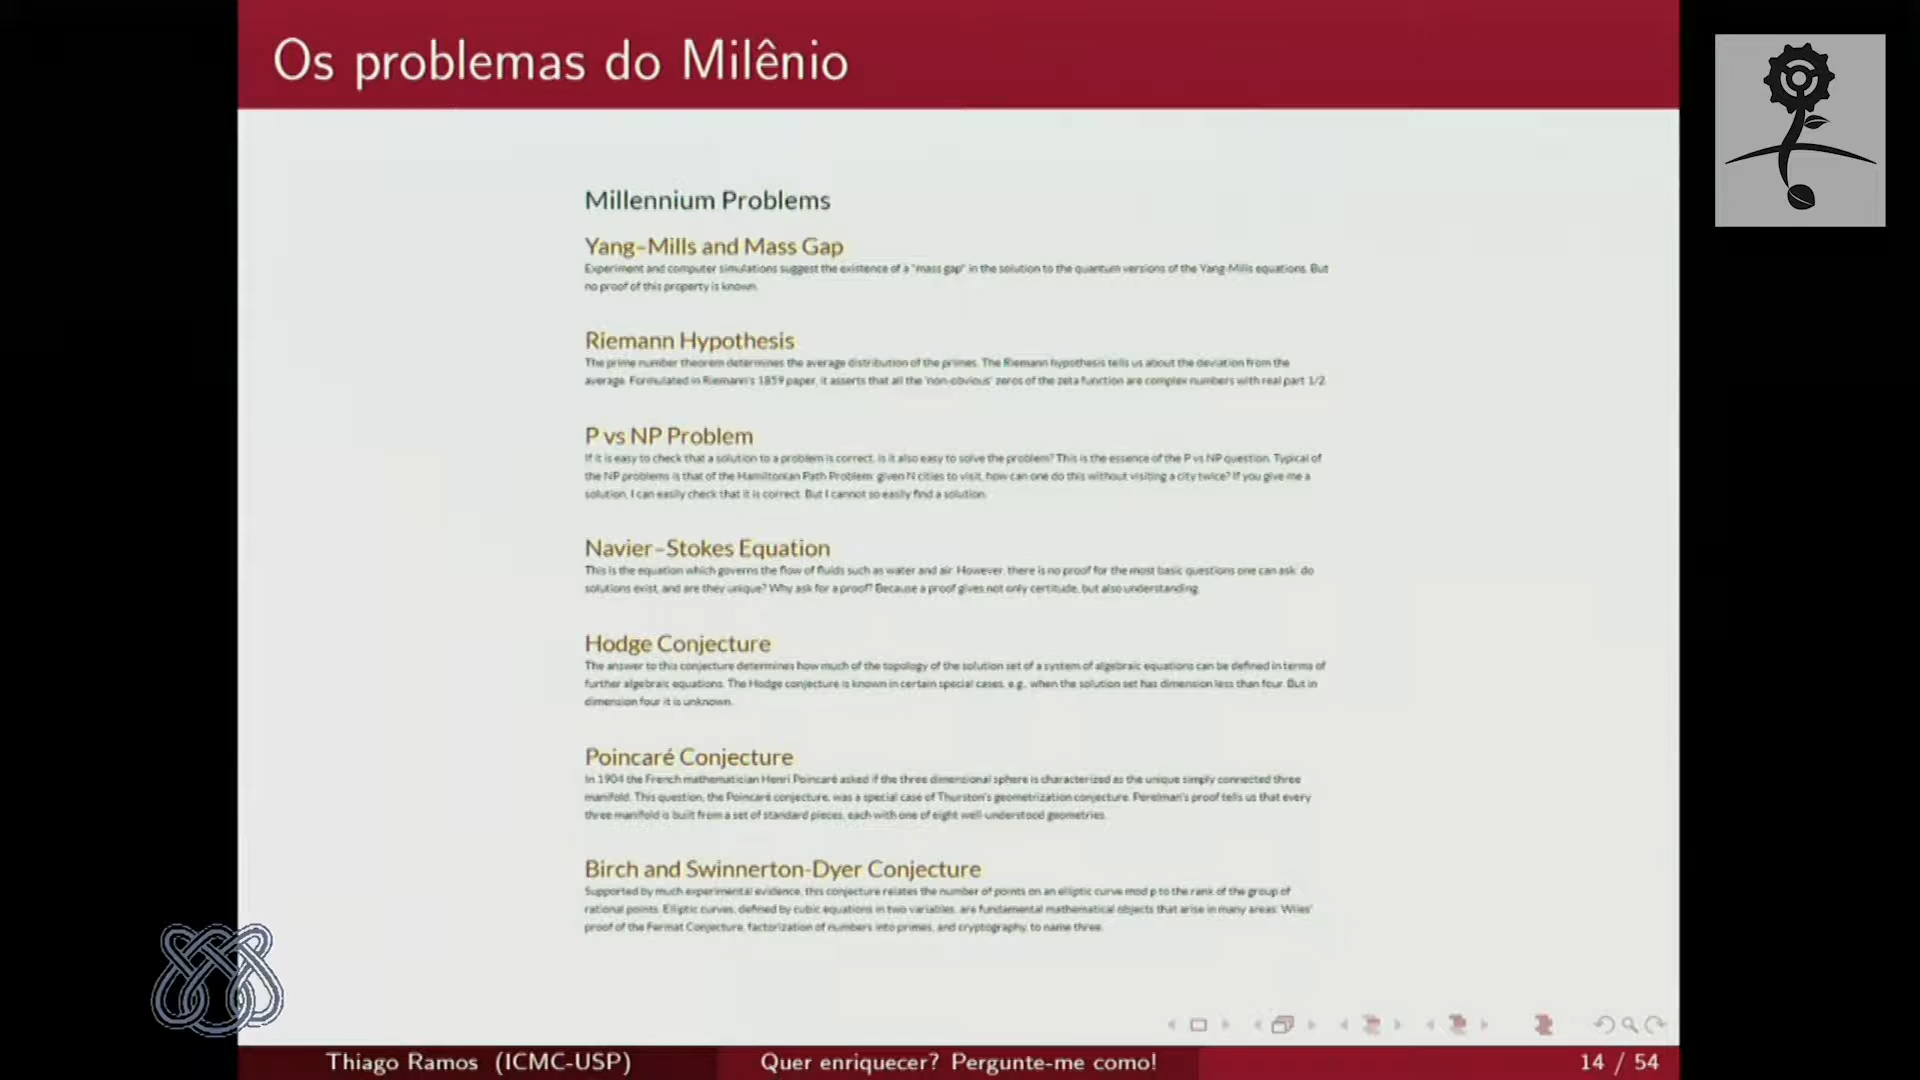 Os problemas do Milênio
Millennium Problems
Yang–Mills and Mass Gap
Experiment and computer simulations suggest the existence of a "mass gap" in the solution to the quantum versions of the Yang-Mills equations. But
no proof of this property is known.
Riemann Hypothesis
The prime number theorem determines the average distribution of the primes. The Riemann hypothesis tells us about the deviation from the
average. Formulated in Riemann's 1859 paper, it asserts that all the 'non-obvious' zeros of the zeta function are complex numbers with real part 1/2.
P vs NP Problem
If it is easy to check that a solution to a problem is correct, is it also easy to solve the problem? This is the essence of the P vs NP question. Typical of
the NP problems is that of the Hamiltonian Path Problem: given N cities to visit, how can one do this without visiting a city twice? If you give me a
solution, I can easily check that it is correct. But I cannot so easily find a solution.
Navier–Stokes Equation
This is the equation which governs the flow of fluids such as water and air. However, there is no proof for the most basic questions one can ask: do
solutions exist, and are they unique? Why ask for a proof? Because a proof gives not only certitude, but also understanding.
Hodge Conjecture
The answer to this conjecture determines how much of the topology of the solution set of a system of algebraic equations can be defined in terms of
further algebraic equations. The Hodge conjecture is known in certain special cases, e.g., when the solution set has dimension less than four. But in
dimension four it is unknown.
Poincaré Conjecture
In 1904 the French mathematician Henri Poincaré asked if the three dimensional sphere is characterized as the unique simply connected three
manifold. This question, the Poincaré conjecture, was a special case of Thurston's geometrization conjecture. Perelman's proof tells us that every
three manifold is built from a set of standard pieces, each with one of eight well-understood geometries.
Birch and Swinnerton-Dyer Conjecture
Supported by much experimental evidence, this conjecture relates the number of points on an elliptic curve mod p to the rank of the group of
rational points. Elliptic curves, defined by cubic equations in two variables, are fundamental mathematical objects that arise in many areas: Wiles'
proof of the Fermat Conjecture, factorization of numbers into primes, and cryptography, to name three.
Thiago Ramos (ICMC-USP)
Quer enriquecer? Pergunte-me como!
14 / 54